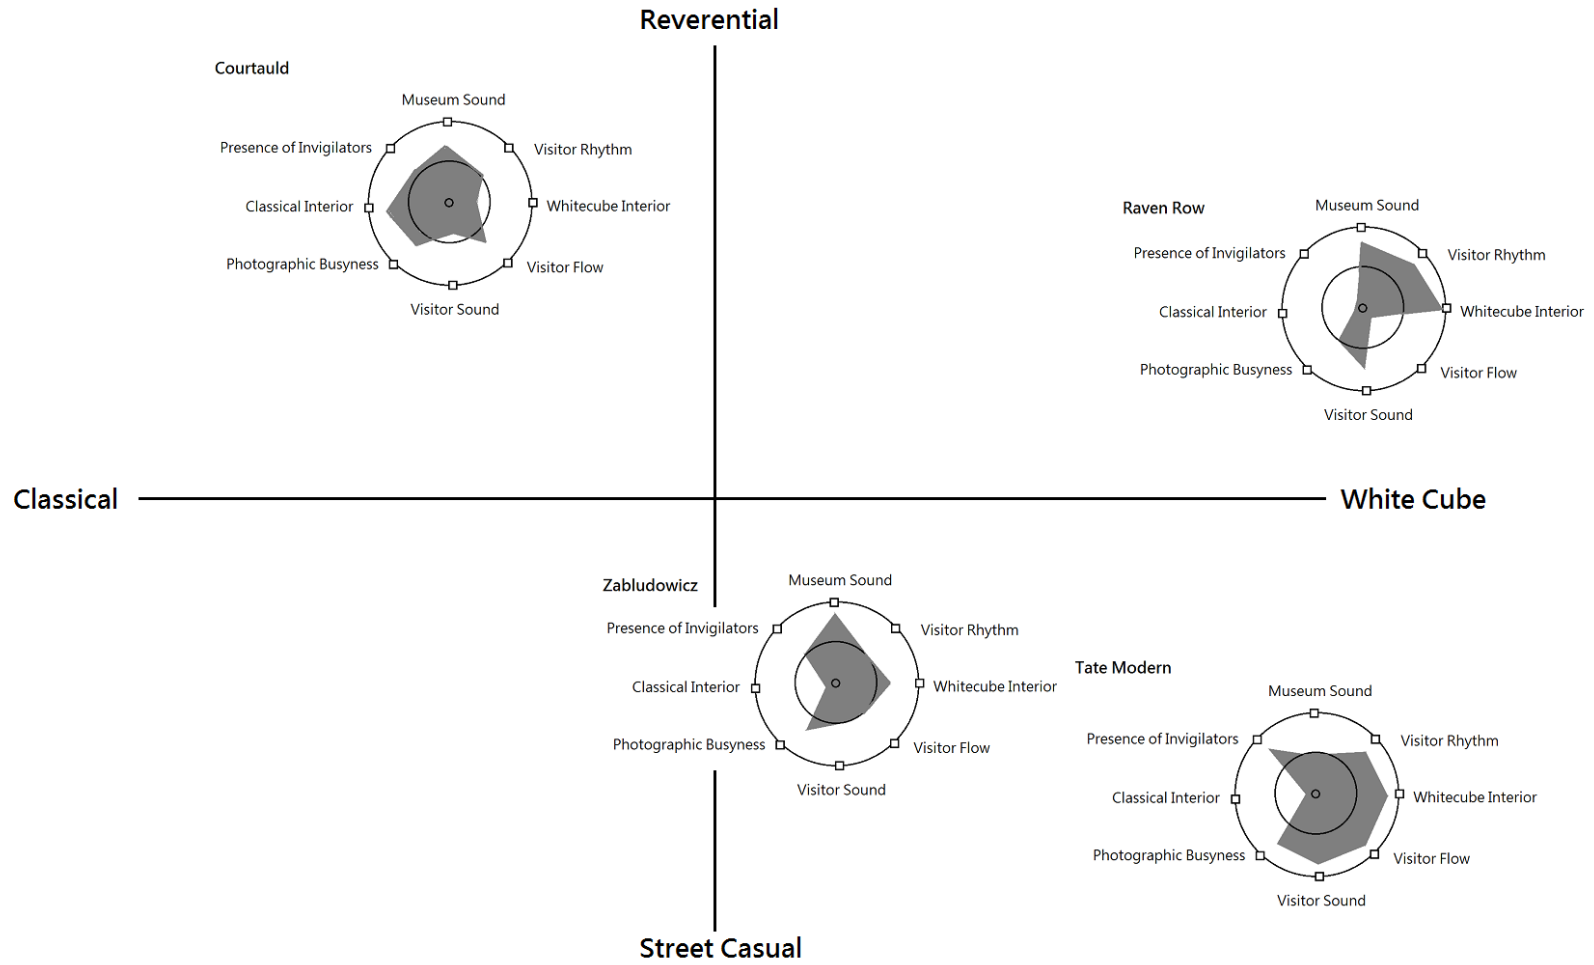 Reverential
Courtauld
Museum Sound
Presence of Invigilators
Visitor Rhythm
Classical Interior
Whitecube Interior
Photographic Busyness
Visitor Flow
Visitor Sound
Raven Row
Museum Sound
Presence of Invigilators
Visitor Rhythm
Classical Interior
Whitecube Interior
Photographic Busyness
Visitor Flow
Visitor Sound
Classical
White Cube
Zabludowicz
Museum Sound
Presence of Invigilators
Visitor Rhythm
Classical Interior
Whitecube Interior
Photographic Busyness
Visitor Flow
Visitor Sound
Tate Modern
Museum Sound
Presence of Invigilators
Visitor Rhythm
Classical Interior
Whitecube Interior
Photographic Busyness
Visitor Flow
Visitor Sound
Street Casual